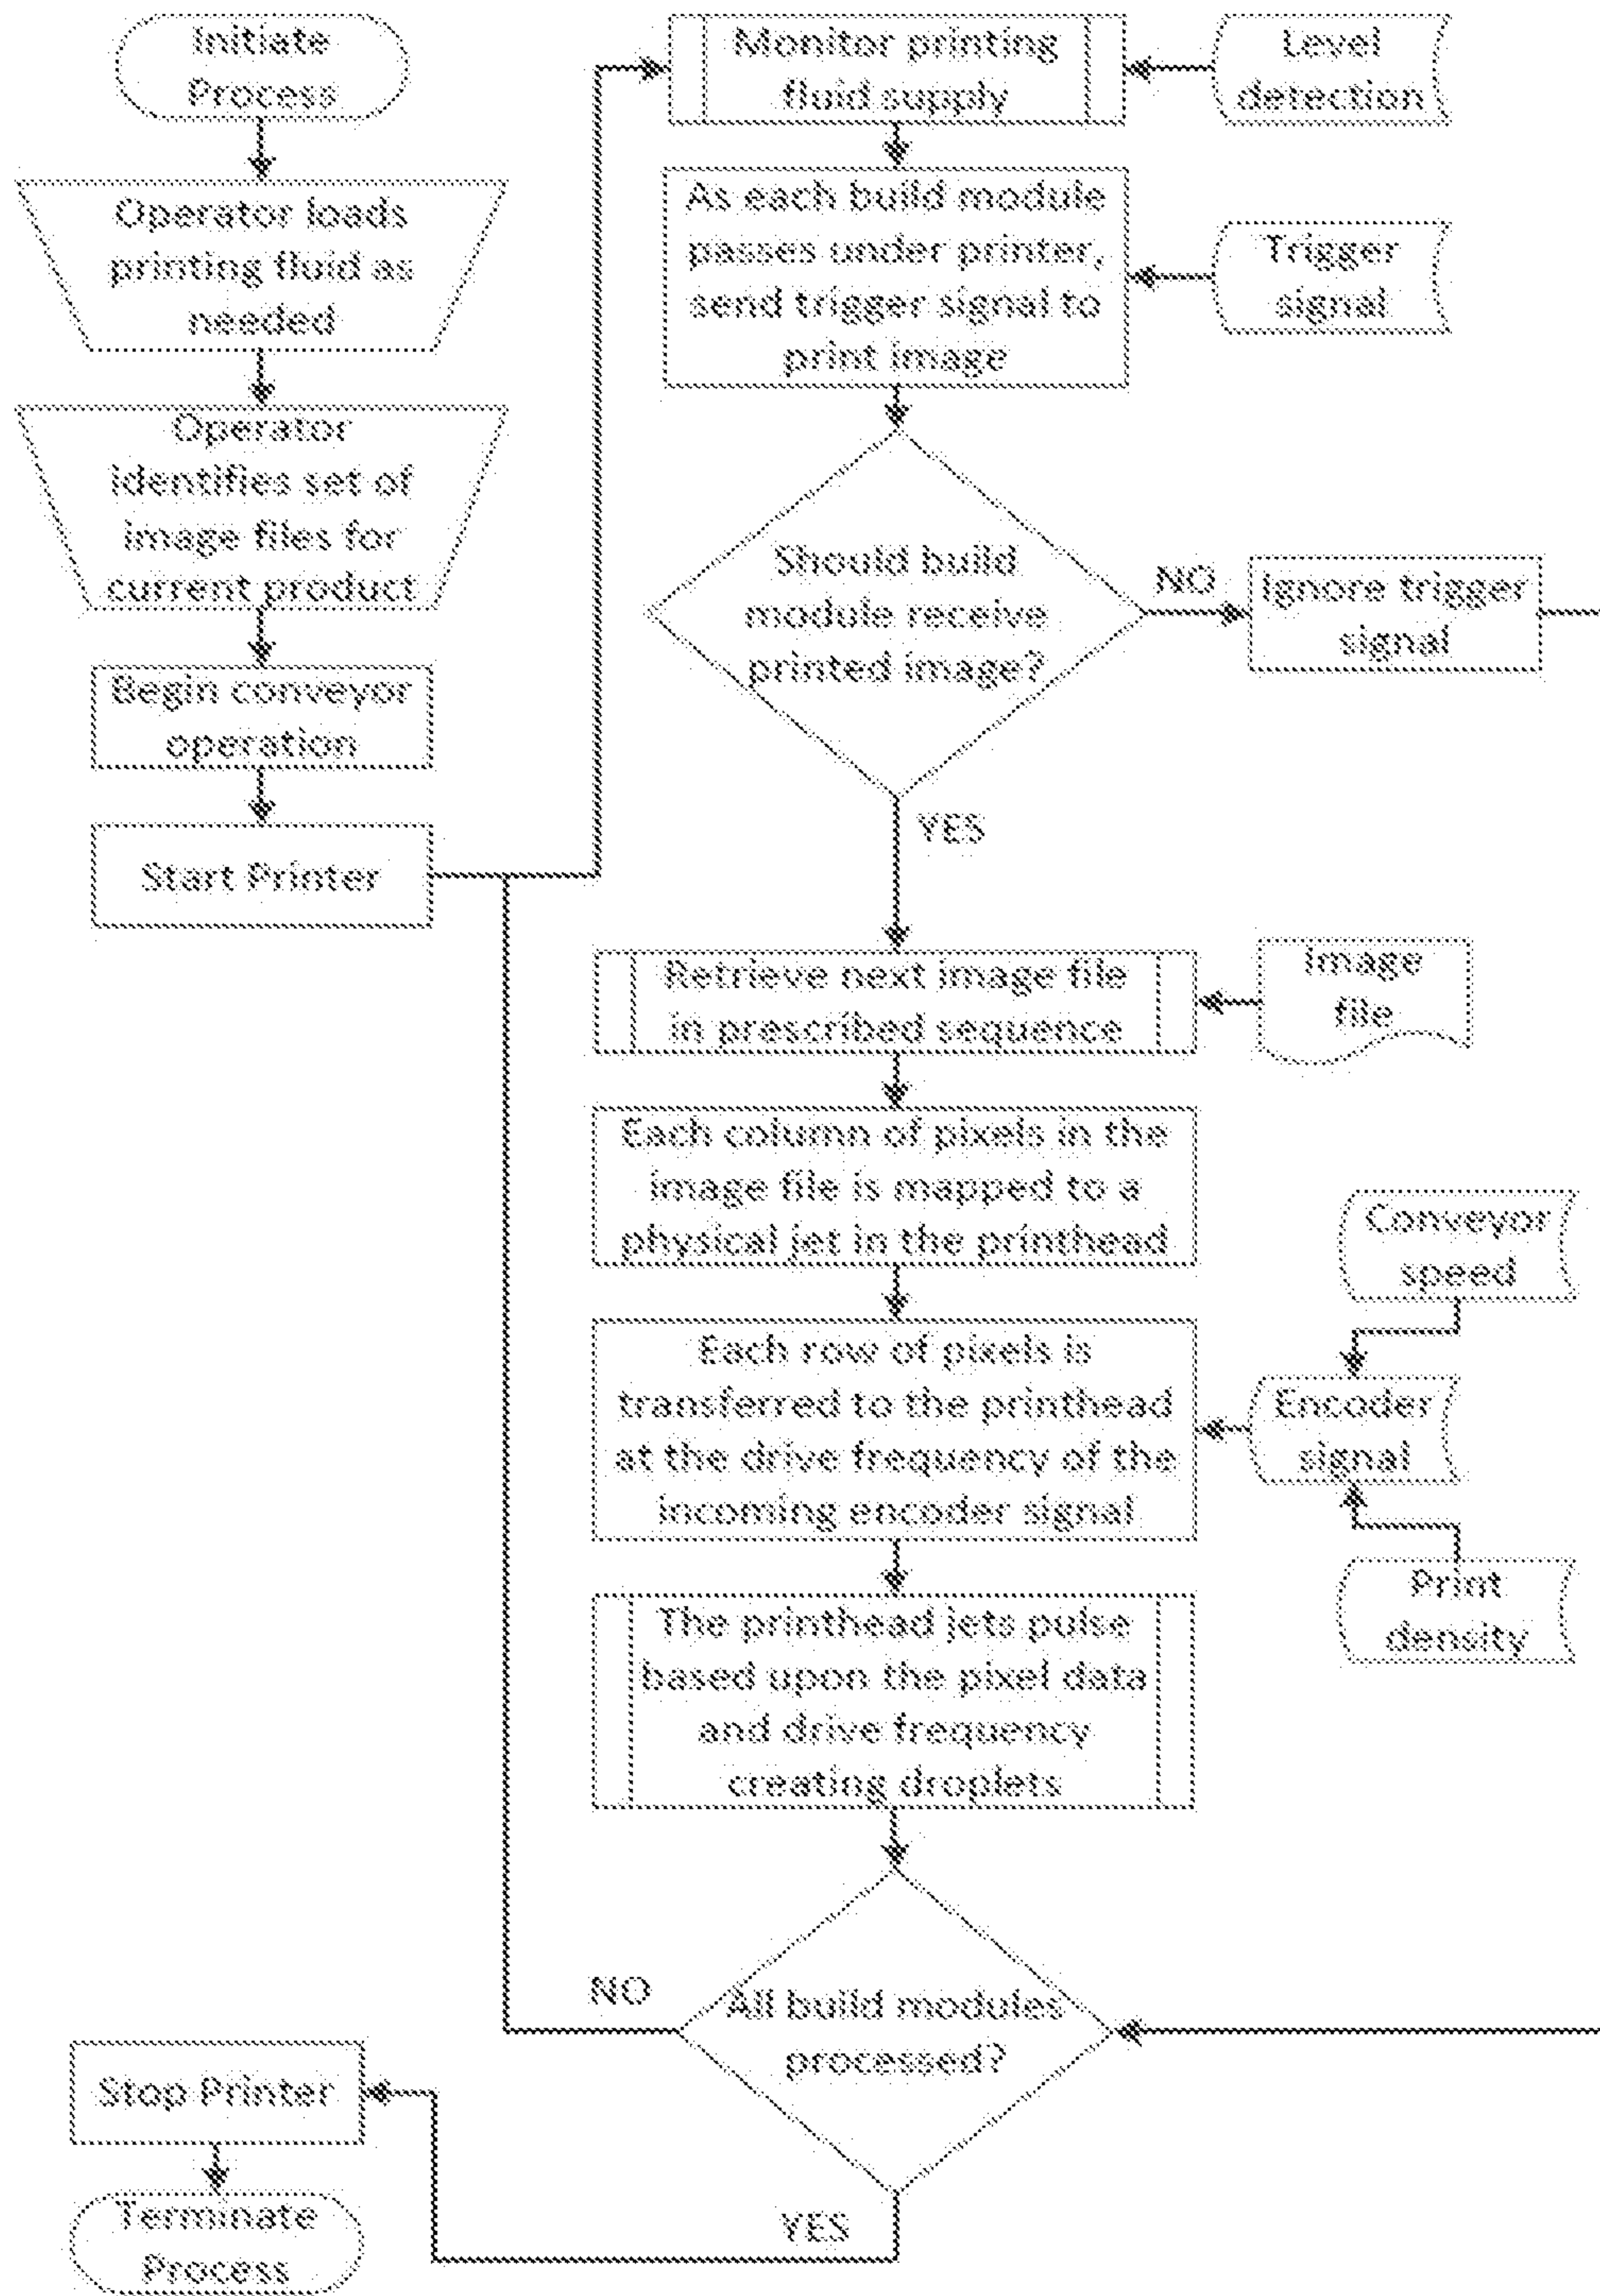 Initiate
Process
Operator loads
printing fluid as
needed
Operator
identifies set of
image files for
current product
Begin conveyor
operation
Start Printer
Monitor printing
fluid supply
Level
detection
As each build module
passes under printer,
send trigger signal to
print image
Trigger
signal
Should build
module receive
printed image?
NO
Ignore trigger
signal
YES
Retrieve next image file
in prescribed sequence
Image
file
Each column of pixels in the
image file is mapped to a
physical jet in the printhead
Conveyor
speed
Each row of pixels is
transferred to the printhead
at the drive frequency of the
incoming encoder signal
Encoder
signal
Print
density
The printhead jets pulse
based upon the pixel data
and drive frequency
creating droplets
All build modules
processed?
NO
YES
Stop Printer
Terminate
Process